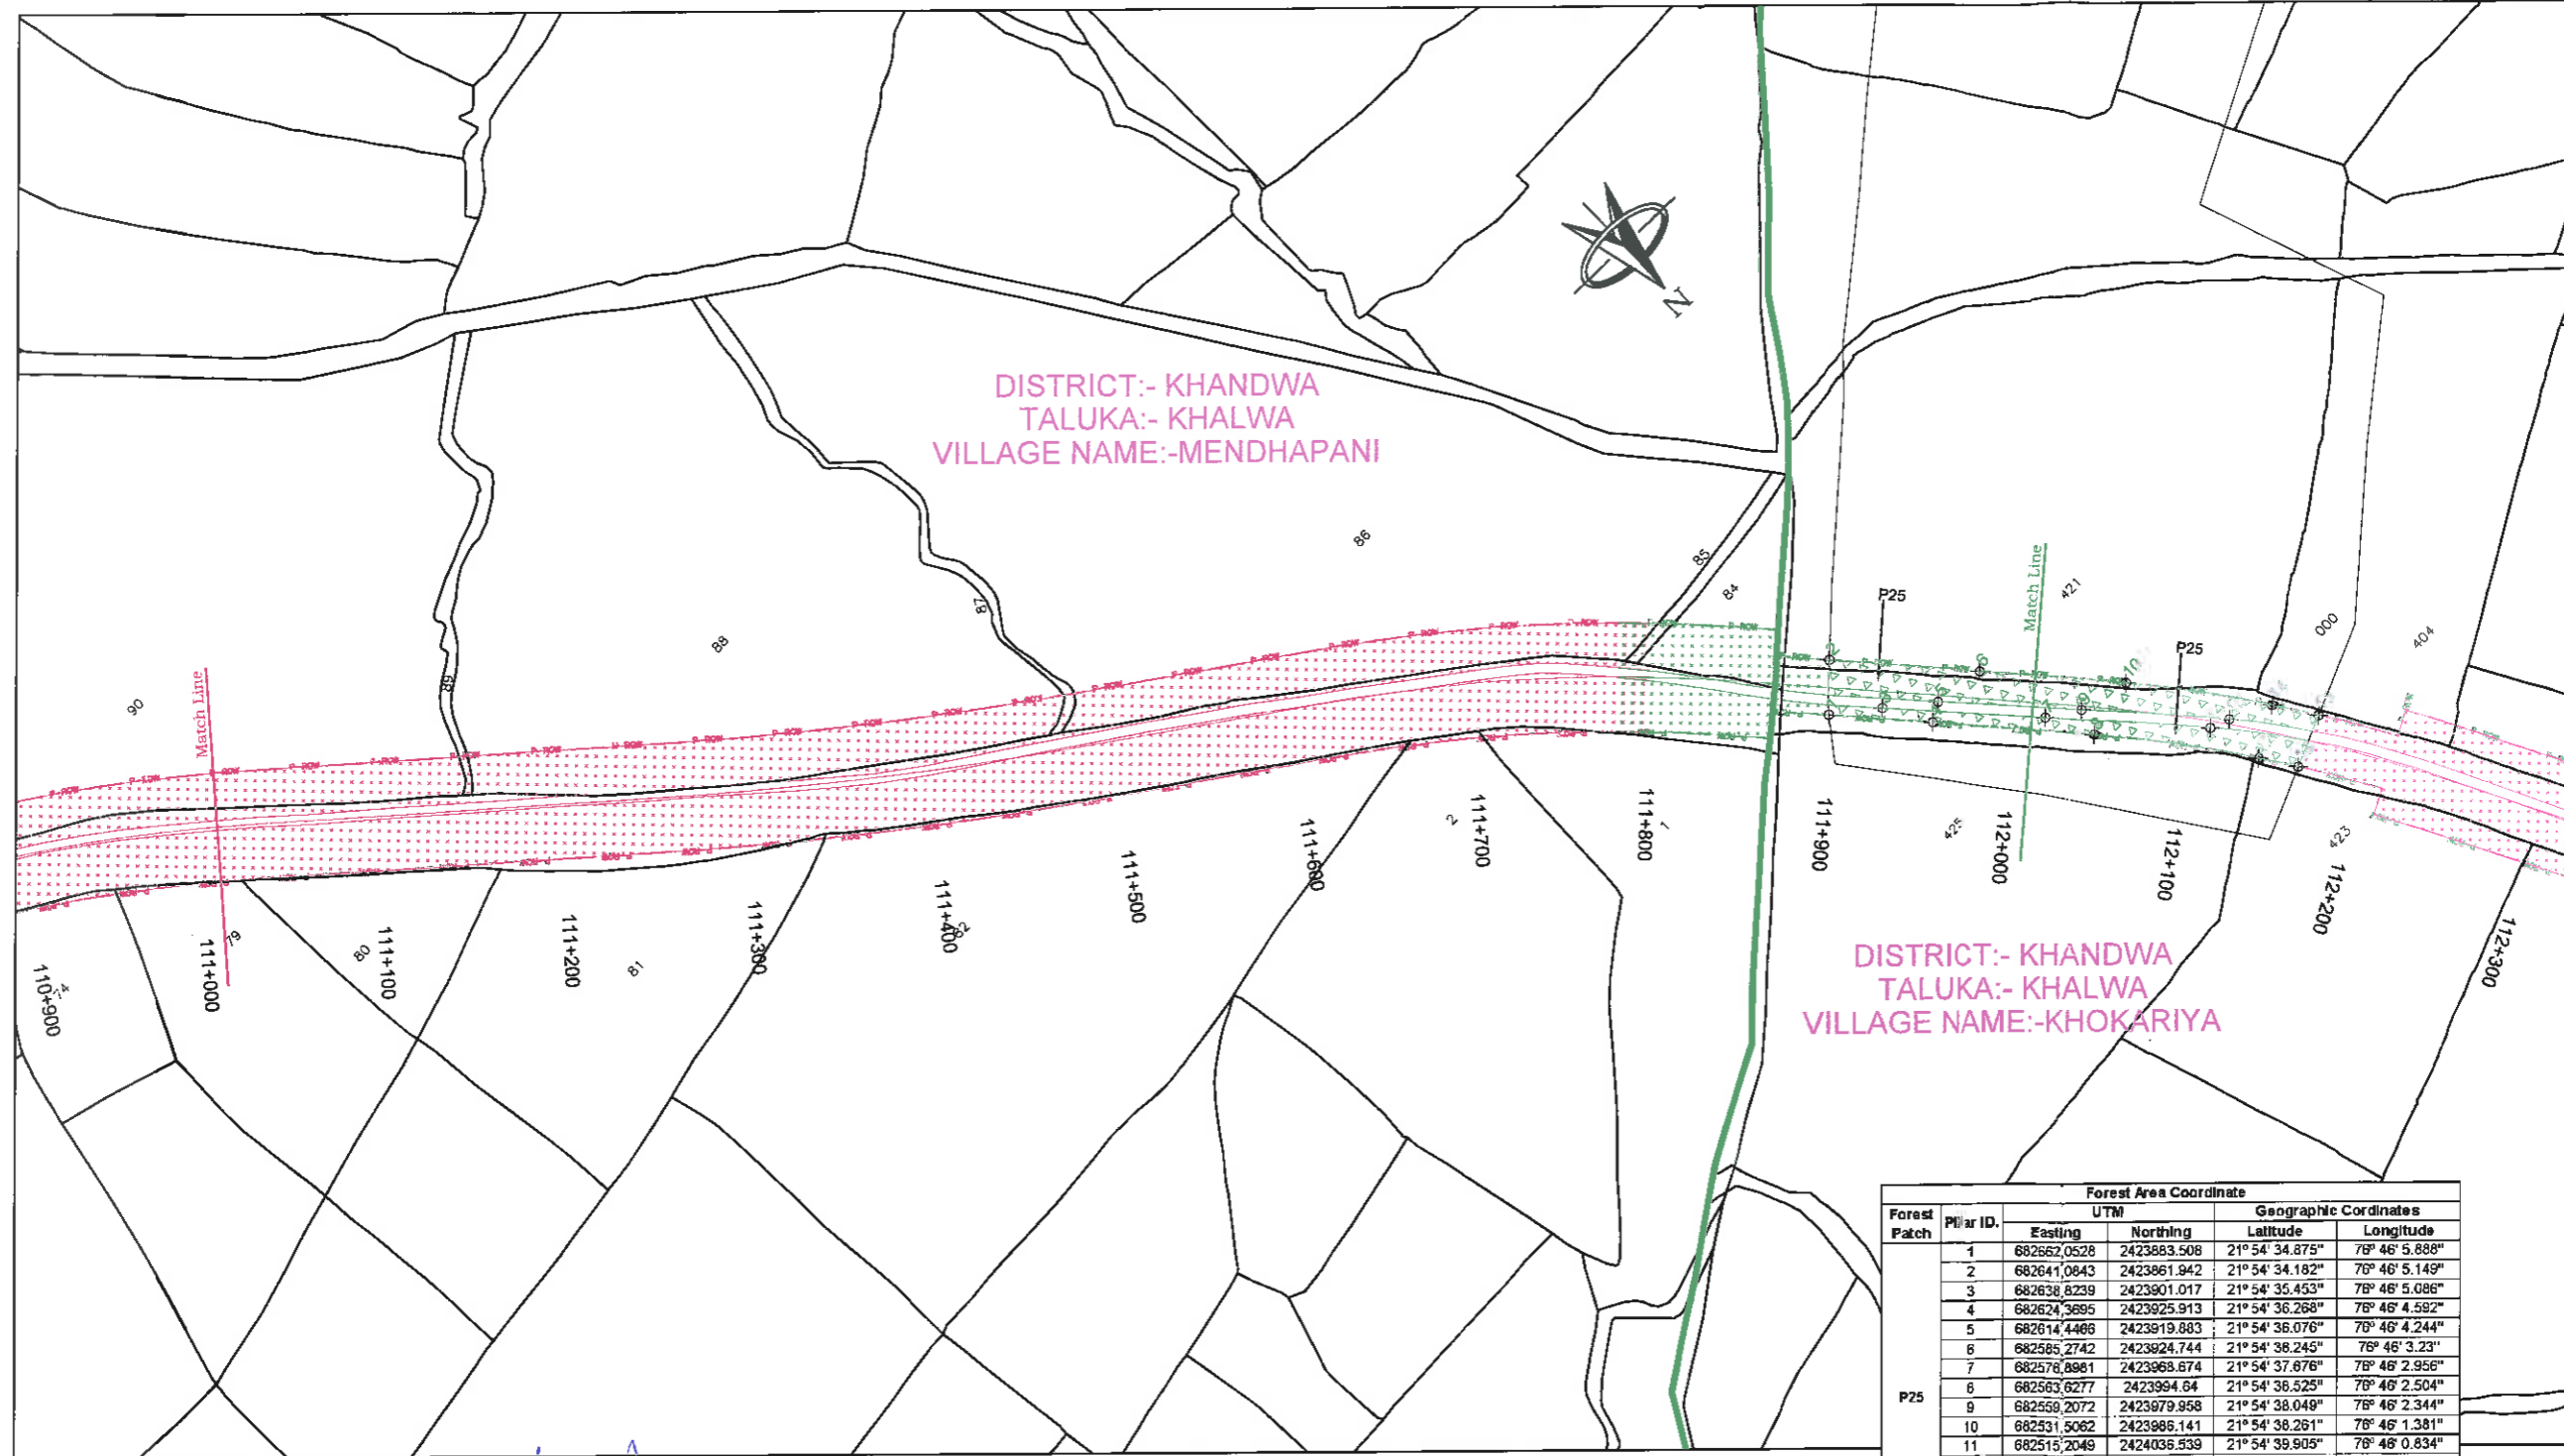 N
DISTRICT:- KHANDWA
TALUKA:- KHALWA
VILLAGE NAME:-MENDHAPANI
86
85
84
P25
Match Line
421
P25
000
404
87
88
89
90
Match Line
2
1
425
423
79
80
81
82
110+900
111+000
111+100
111+200
111+300
111+400
111+500
111+600
111+700
111+800
111+900
112+000
112+100
112+200
112+300
DISTRICT:- KHANDWA
TALUKA:- KHALWA
VILLAGE NAME:-KHOKARIYA
Forest Area Coordinate
Forest Patch Pillar ID. UTM Geographic Cordinates
Easting Northing Latitude Longitude
P25
1 682662.0528 2423883.508 21° 54' 34.875" 76° 46' 5.888"
2 682641.0843 2423861.942 21° 54' 34.182" 76° 46' 5.149"
3 682638.8239 2423901.017 21° 54' 35.453" 76° 46' 5.086"
4 682624.3695 2423925.913 21° 54' 36.268" 76° 46' 4.592"
5 682614.4466 2423919.883 21° 54' 36.076" 76° 46' 4.244"
6 682585.2742 2423924.744 21° 54' 36.245" 76° 46' 3.23"
7 682576.8981 2423968.674 21° 54' 37.676" 76° 46' 2.956"
8 682563.6277 2423994.64 21° 54' 38.525" 76° 46' 2.504"
9 682559.2072 2423979.958 21° 54' 38.049" 76° 46' 2.344"
10 682531.5062 2423986.141 21° 54' 38.261" 76° 46' 1.381"
11 682515.2049 2424036.539 21° 54' 39.905" 76° 46' 0.834"